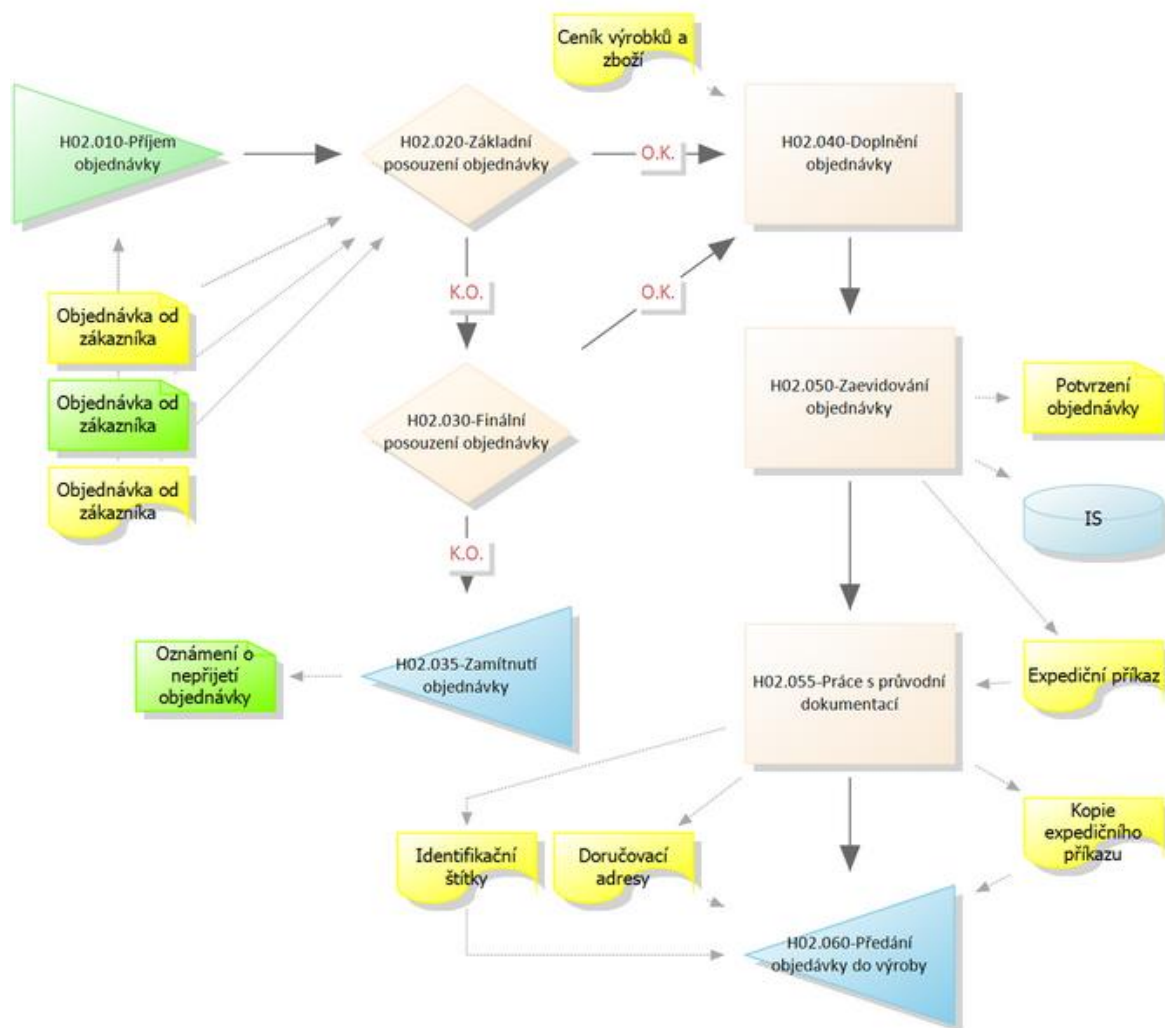 Ceník výrobků a
zboží
H02.010-Příjem
objednávky
H02.020-Základní
posouzení objednávky
O.K.
H02.040-Doplnění
objednávky
K.O.
O.K.
Objednávka od
zákazníka
Objednávka od
zákazníka
Objednávka od
zákazníka
H02.030-Finální
posouzení objednávky
H02.050-Zaevidování
objednávky
Potvrzení
objednávky
IS
K.O.
Oznámení o
nepřijetí
objednávky
H02.035-Zamítnutí
objednávky
H02.055-Práce s průvodní
dokumentací
Expediční příkaz
Identifikační
štítky
Doručovací
adresy
Kopie
expedičního
příkazu
H02.060-Předání
objedávky do výroby